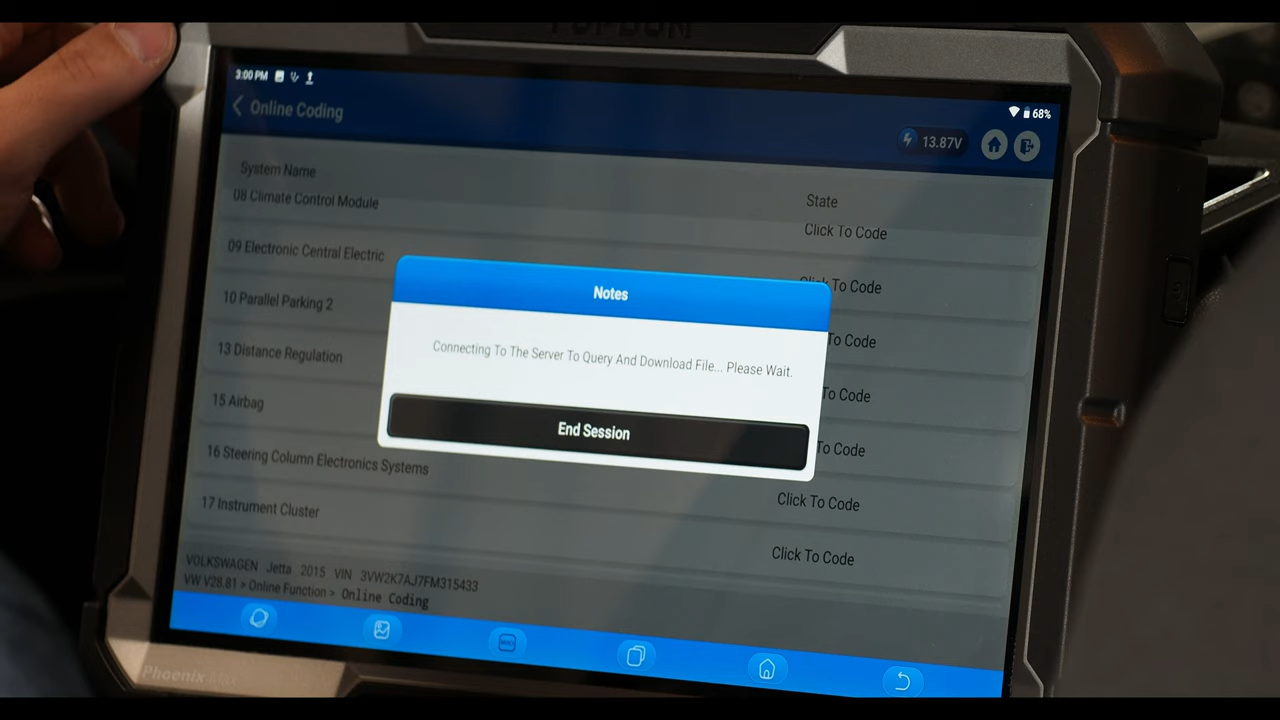 TOPDON
3:00 PM
68%
Online Coding
13.87V
System Name
State
08 Climate Control Module
Click To Code
09 Electronic Central Electric
Click To Code
10 Parallel Parking 2
To Code
13 Distance Regulation
To Code
15 Airbag
To Code
16 Steering Column Electronics Systems
Click To Code
17 Instrument Cluster
Click To Code
Notes
Connecting To The Server To Query And Download File... Please Wait.
End Session
VOLKSWAGEN Jetta 2015 VIN 3VW2K7AJ7FM315433
VW V28.81 > Online Function > Online Coding
Phoenix